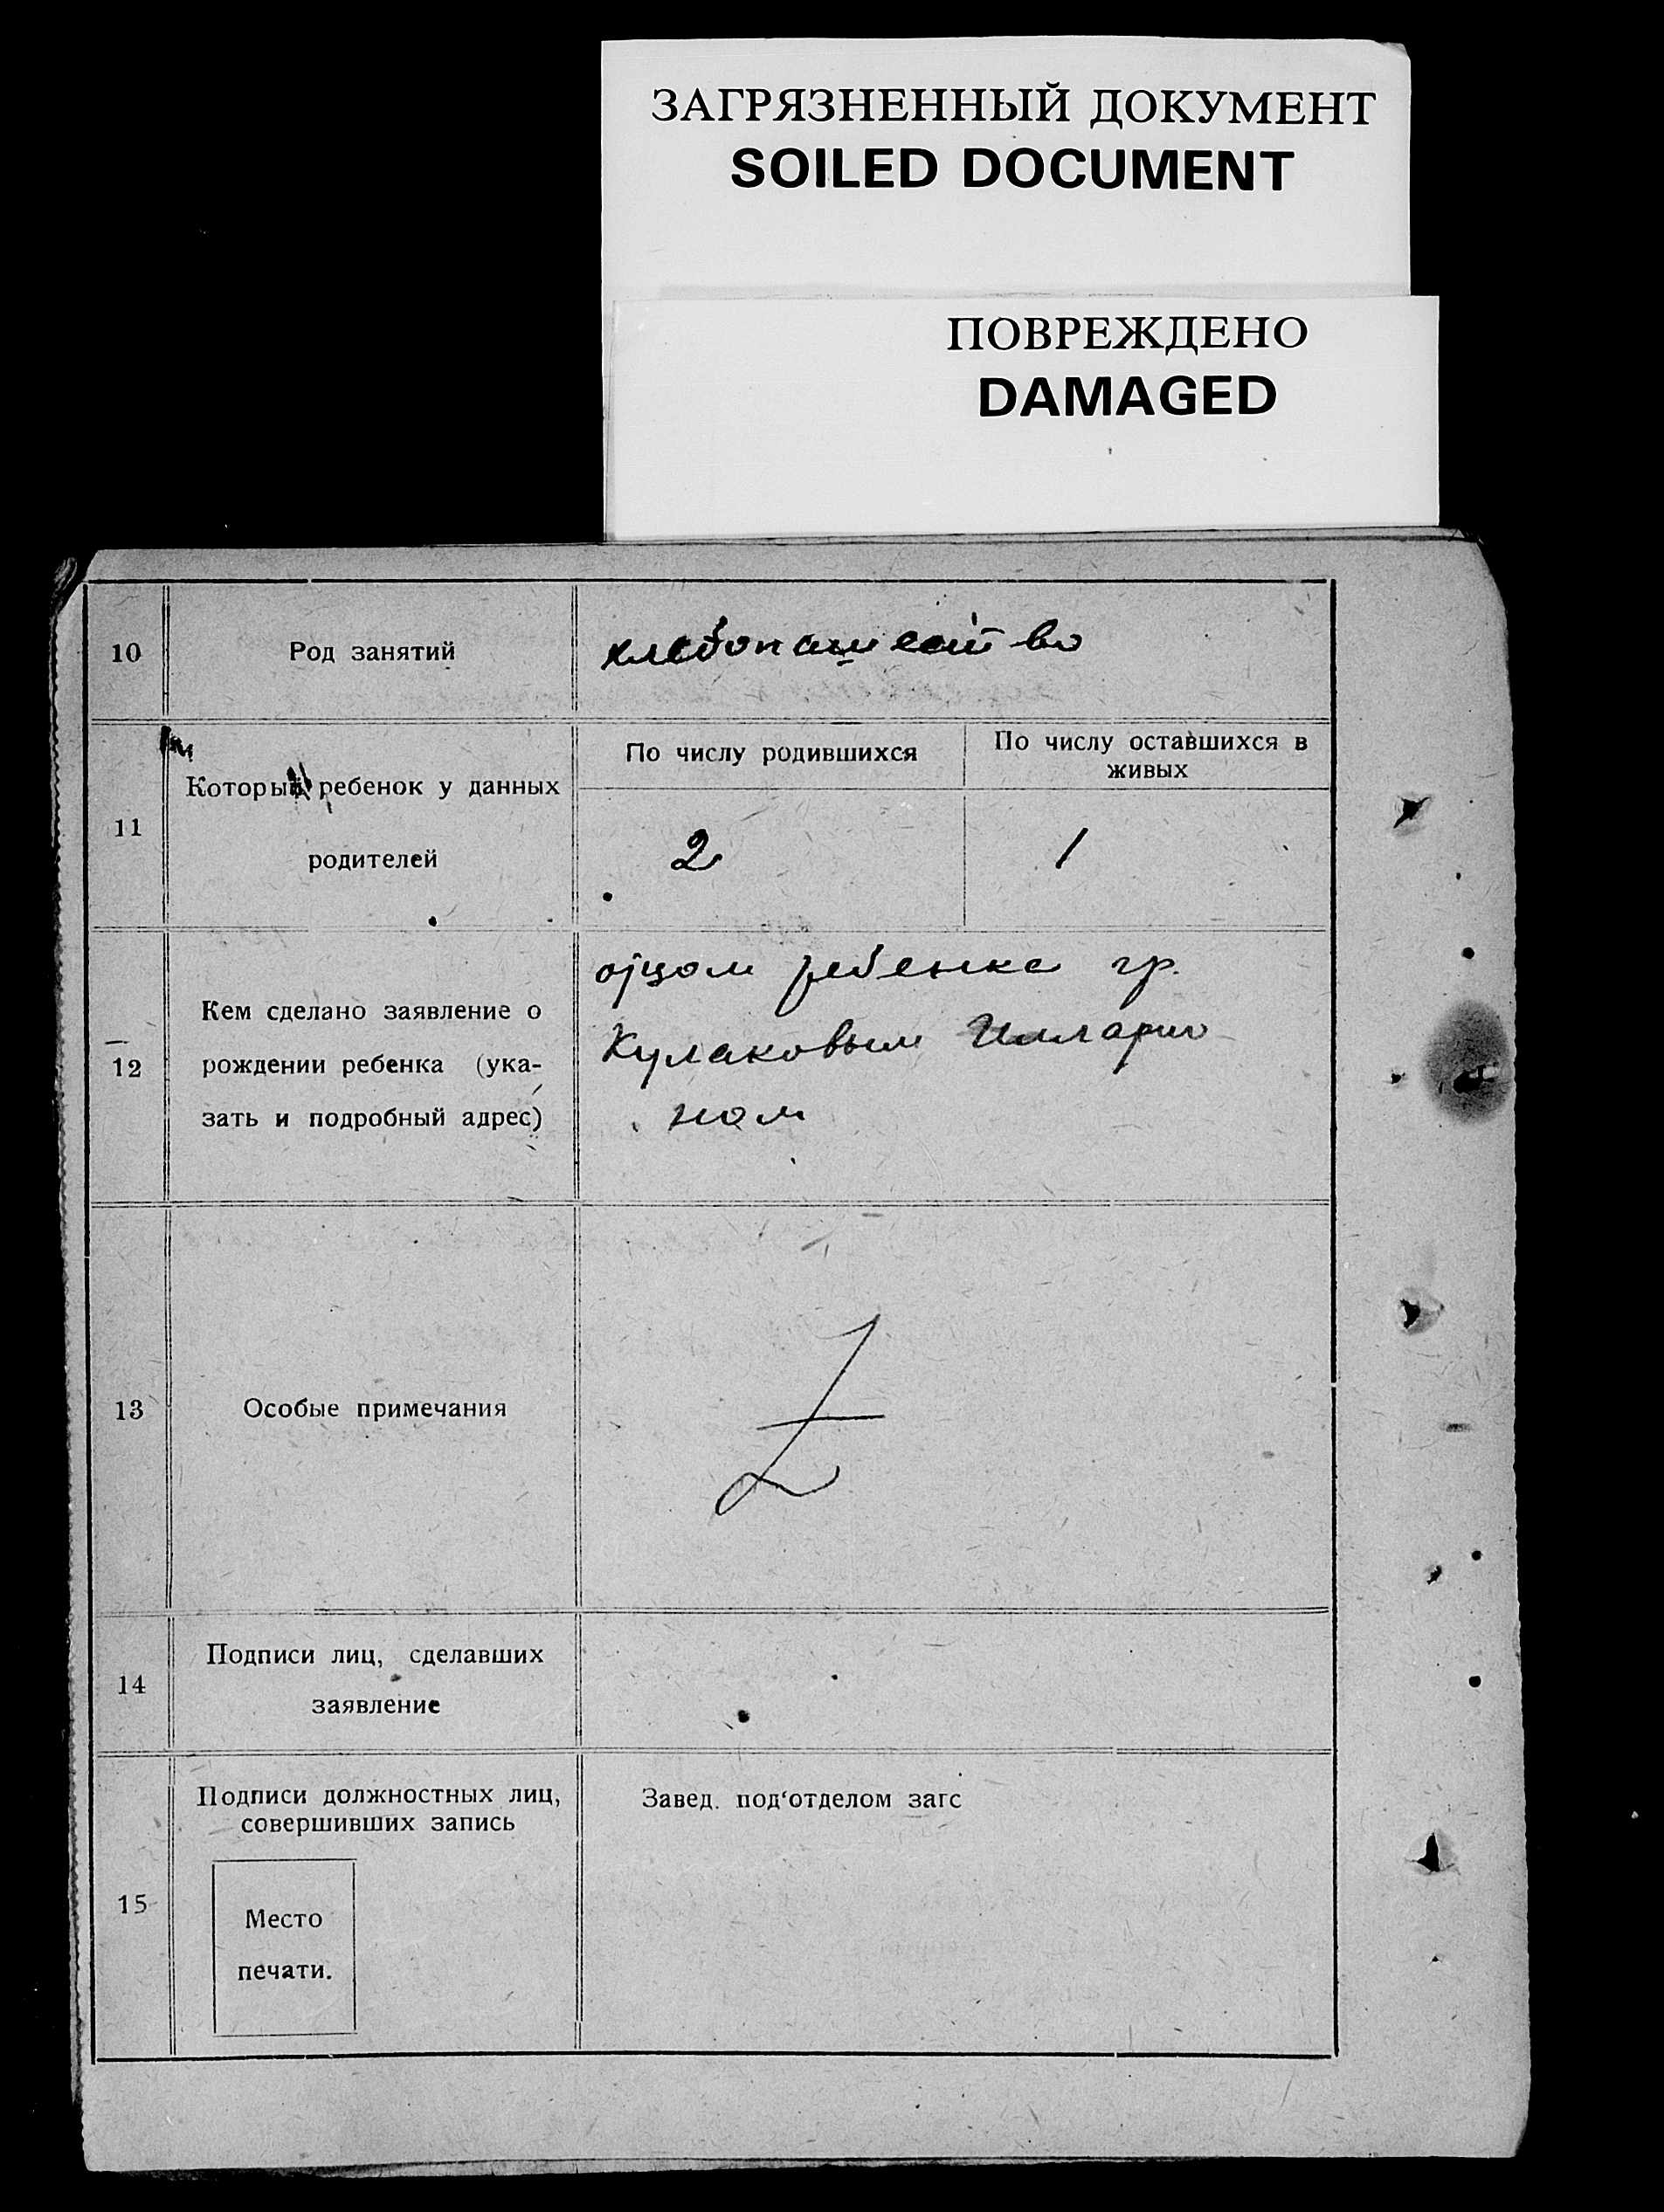 ЗАГРЯЗНЕННЫЙ ДОКУМЕНТ
SOILED DOCUMENT
ПОВРЕЖДЕНО
DAMAGED
10
Род занятий
хлебопашество
11
Который ребенок у данных
родителей
По числу родившихся
По числу оставшихся в
живых
2
1
12
Кем сделано заявление о
рождении ребенка (ука-
зать и подробный адрес)
отцом ребенка гр.
Кулаковым Илларио
ном
13
Особые примечания
Z
14
Подписи лиц, сделавших
заявление
15
Подписи должностных лиц,
совершивших запись
Место
печати.
Завед. под‘отделом загс